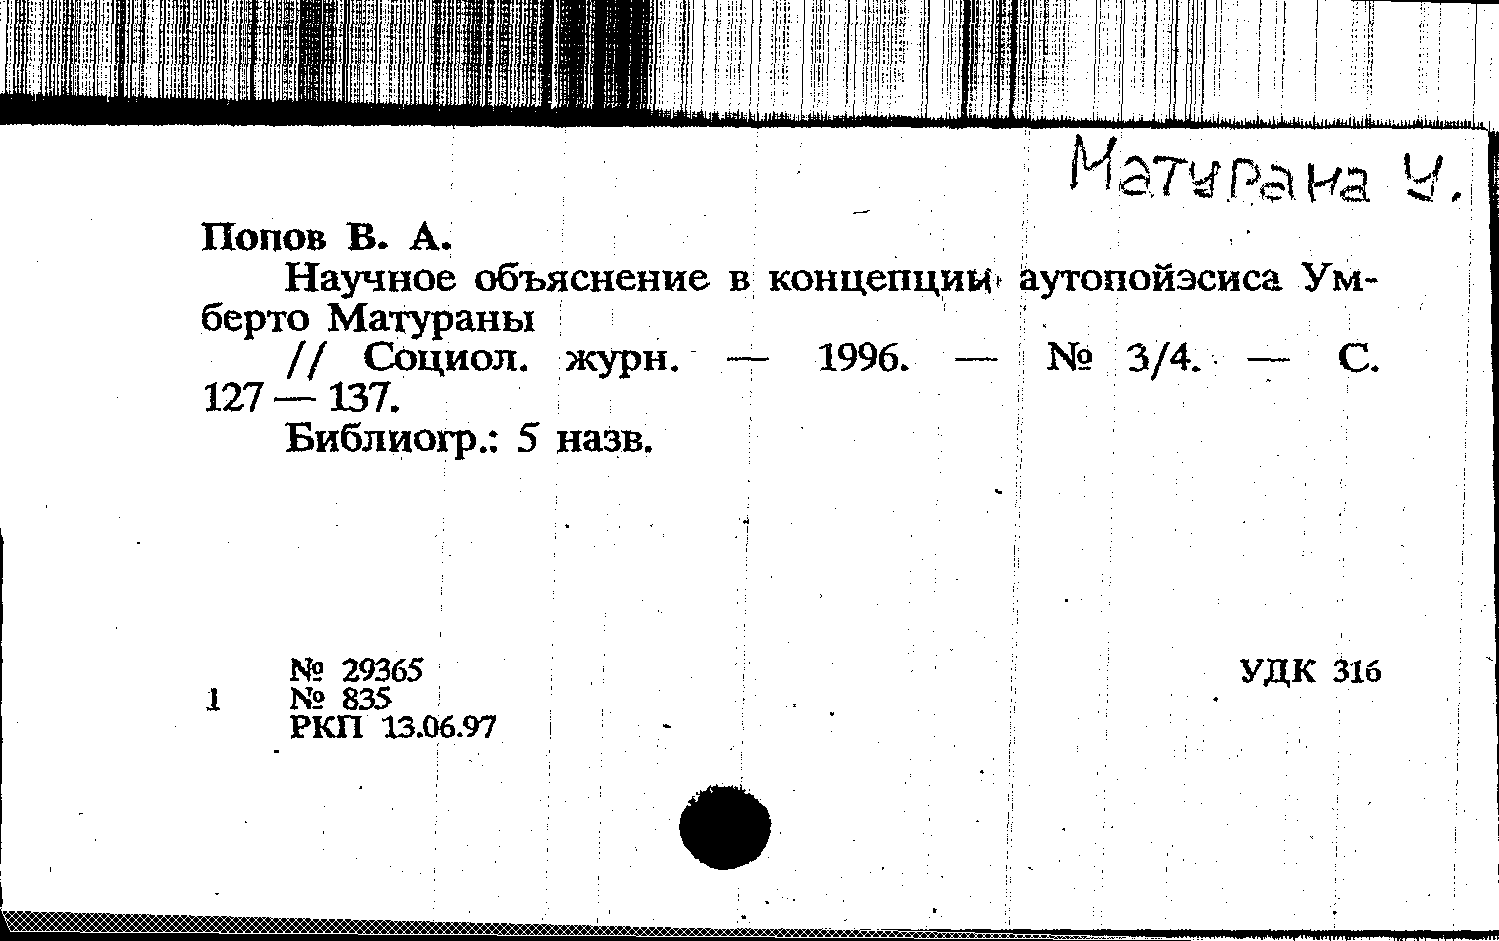 Матурана У.
Попов В. А.
Научное объяснение в концепции аутопойэсиса Ум-
берто Матураны
// Социол. журн. — 1996. — № 3/4. — С.
127 — 137.
Библиогр.: 5 назв.
№ 29365 УДК 316
1 № 835
РКП 13.06.97